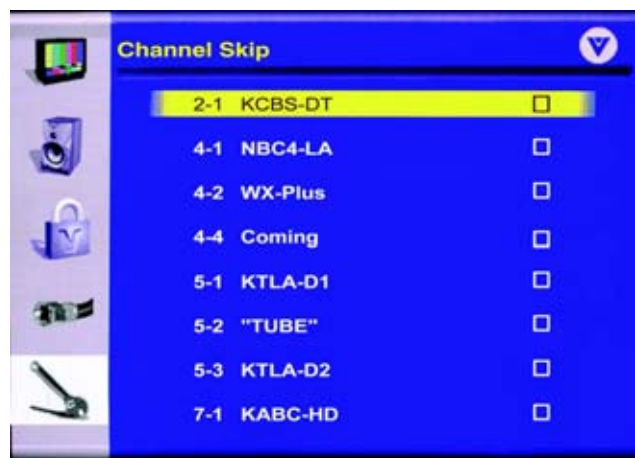 Channel Skip
2-1 KCBS-DT
4-1 NBC4-LA
4-2 WX-Plus
4-4 Coming
5-1 KTLA-D1
5-2 "TUBE"
5-3 KTLA-D2
7-1 KABC-HD